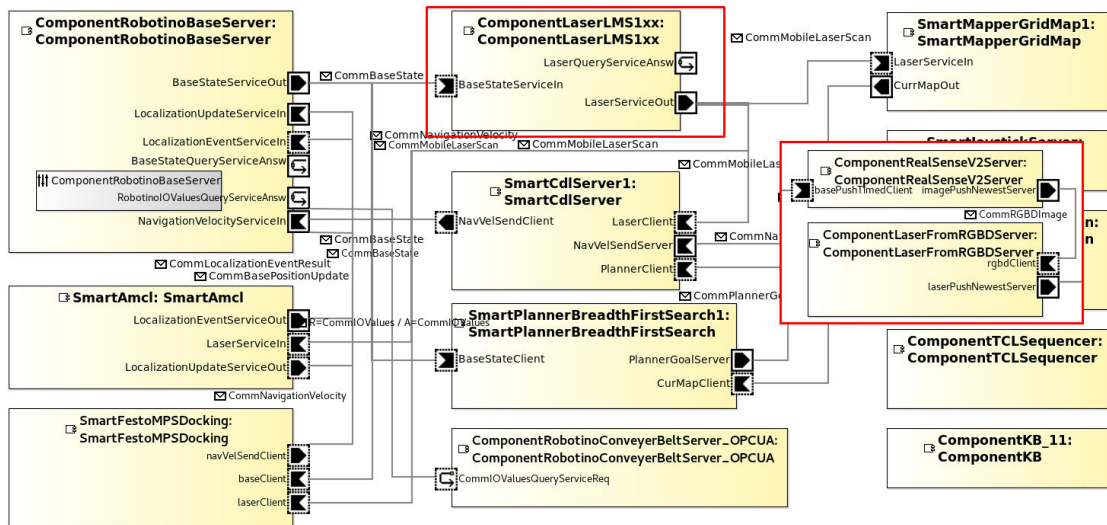 ComponentRobotinoBaseServer:
ComponentRobotinoBaseServer
BaseStateServiceOut
LocalizationUpdateServiceIn
LocalizationEventServiceIn
BaseStateQueryServiceAnsw
ComponentRobotinoBaseServer
RobotinoIOValuesQueryServiceAnsw
NavigationVelocityServiceIn
CommBaseState
ComponentLaserLMS1xx:
ComponentLaserLMS1xx
LaserQueryServiceAnsw
BaseStateServiceIn
LaserServiceOut
CommMobileLaserScan
SmartMapperGridMap1:
SmartMapperGridMap
LaserServiceIn
CurrMapOut
CommNavigationVelocity
CommMobileLaserScan
CommMobileLaserScan
CommMobileLas
SmartCdlServer1:
SmartCdlServer
NavVelSendClient
LaserClient
NavVelSendServer
PlannerClient
CommNa
CommPlannerGo
ComponentRealSenseV2Server:
ComponentRealSenseV2Server
basePushTimedClient
imagePushNewestServer
CommRGBDImage
ComponentLaserFromRGBDServer:
ComponentLaserFromRGBDServer
rgbdClient
laserPushNewestServer
CommBaseState
CommBaseState
CommLocalizationEventResult
CommBasePositionUpdate
SmartAmcl: SmartAmcl
LocalizationEventServiceOut
LaserServiceIn
LocalizationUpdateServiceOut
R=CommIOValues / A=CommIOValues
CommNavigationVelocity
SmartPlannerBreadthFirstSearch1:
SmartPlannerBreadthFirstSearch
BaseStateClient
PlannerGoalServer
CurMapClient
ComponentTCLSequencer:
ComponentTCLSequencer
SmartFestoMPSDocking:
SmartFestoMPSDocking
navVelSendClient
baseClient
laserClient
ComponentRobotinoConveyerBeltServer_OPCUA:
ComponentRobotinoConveyerBeltServer_OPCUA
CommIOValuesQueryServiceReq
ComponentKB_11:
ComponentKB